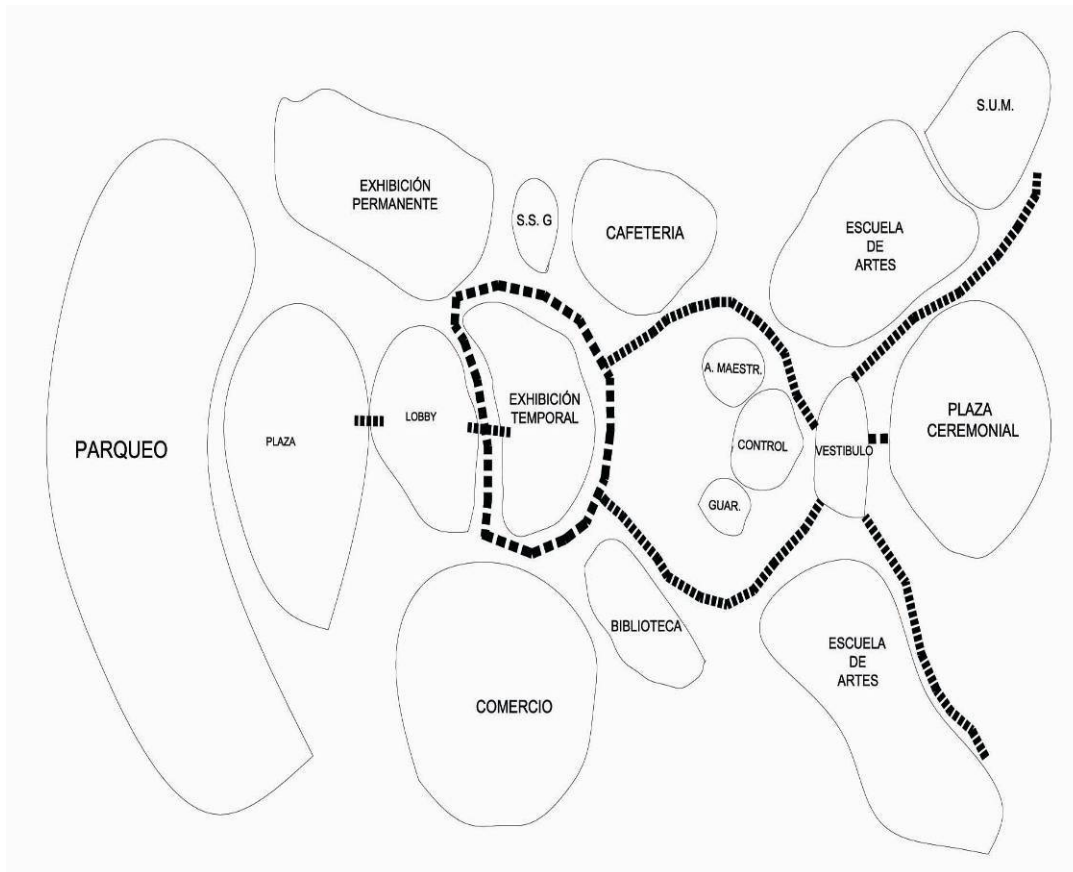 S.U.M.
EXHIBICIÓN
PERMANENTE
S.S. G
CAFETERIA
ESCUELA
DE
ARTES
A. MAESTR.
EXHIBICIÓN
TEMPORAL
PARQUEO
PLAZA
LOBBY
CONTROL
VESTIBULO
PLAZA
CEREMONIAL
GUAR.
BIBLIOTECA
ESCUELA
DE
ARTES
COMERCIO